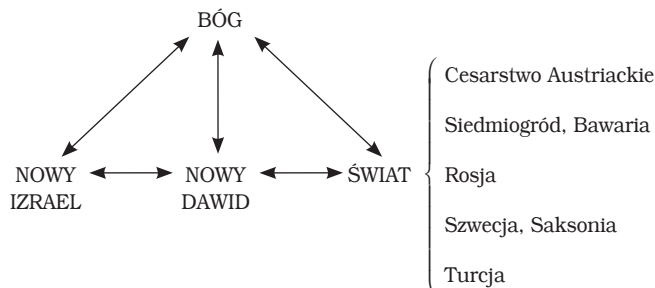 BÓG
Cesarstwo Austriackie
Siedmiogród, Bawaria
NOWY
IZRAEL
NOWY
DAWID
ŚWIAT
Rosja
Szwecja, Saksonia
Turcja